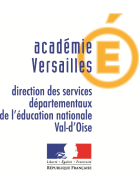 académie
Versailles
direction des services
départementaux
de l'éducation nationale
Val-d'Oise
Liberté • Égalité • Fraternité
RÉPUBLIQUE FRANÇAISE